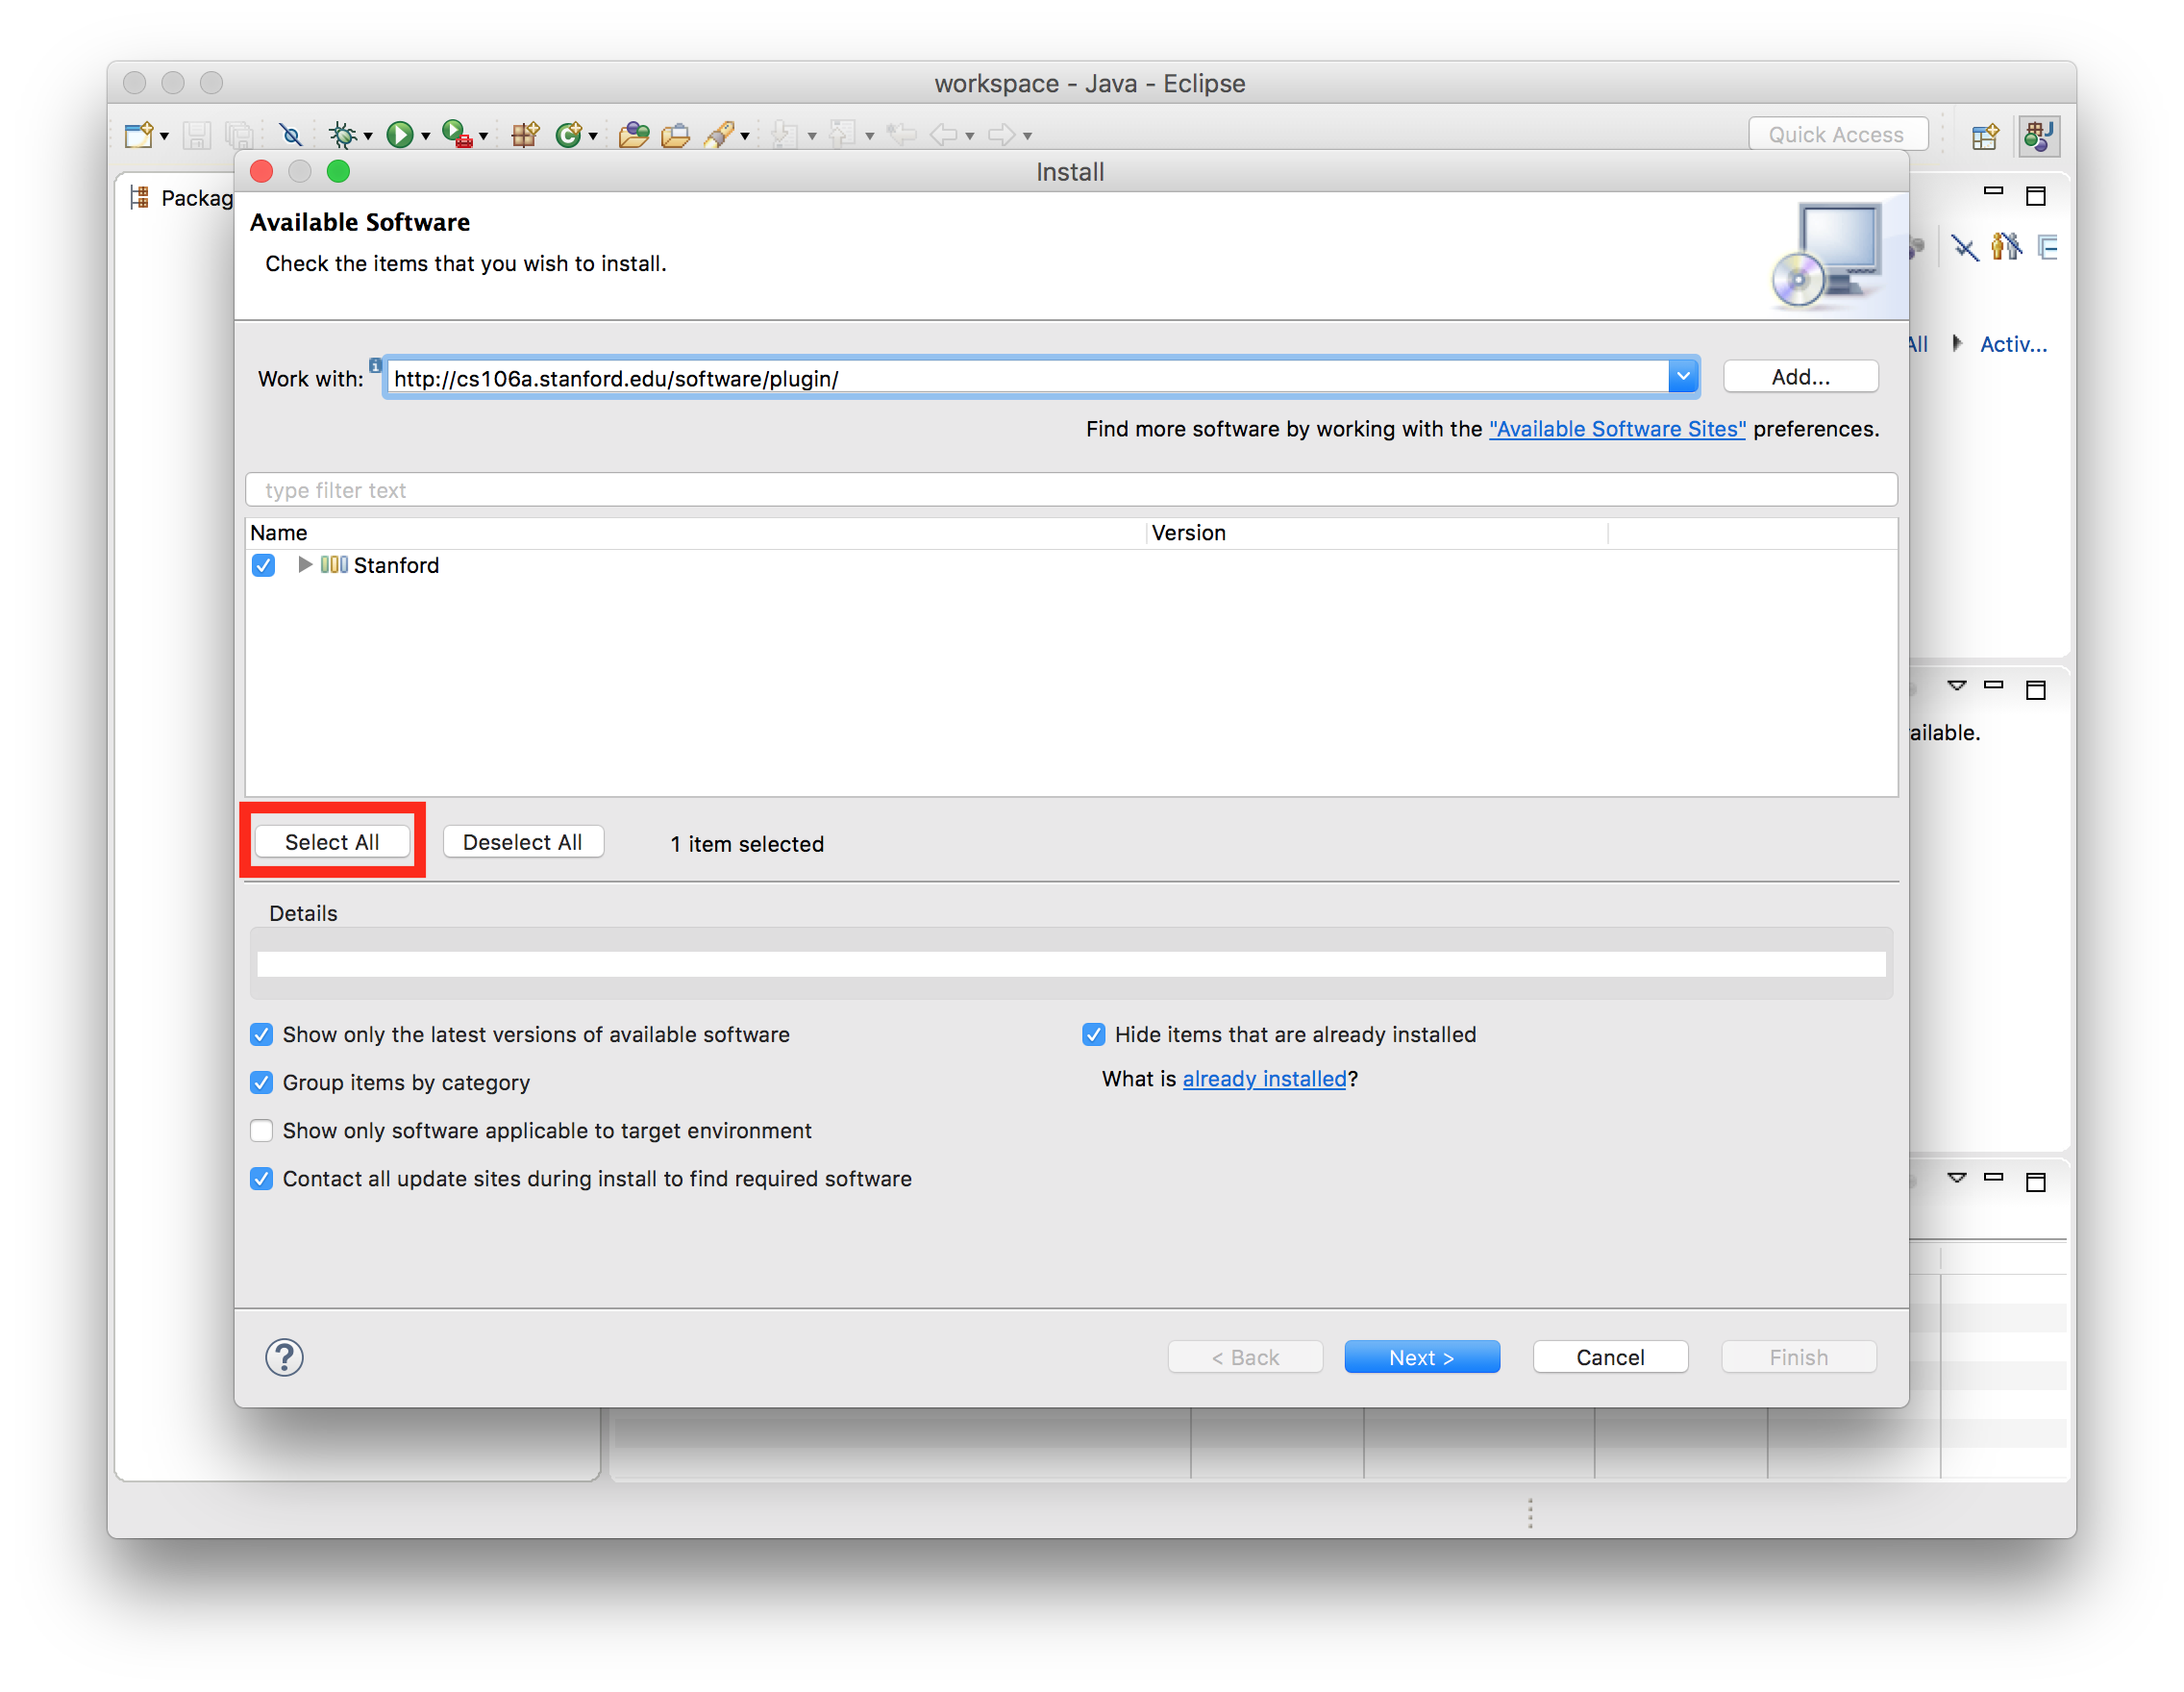 workspace - Java - Eclipse
Quick Access
Packag
Install
Available Software
Check the items that you wish to install.
All Activ...
Work with: http://cs106a.stanford.edu/software/plugin/ Add...
Find more software by working with the "Available Software Sites" preferences.
type filter text
Name Version
Stanford
ailable.
Select All Deselect All 1 item selected
Details
Show only the latest versions of available software Hide items that are already installed
Group items by category What is already installed?
Show only software applicable to target environment
Contact all update sites during install to find required software
? < Back Next > Cancel Finish